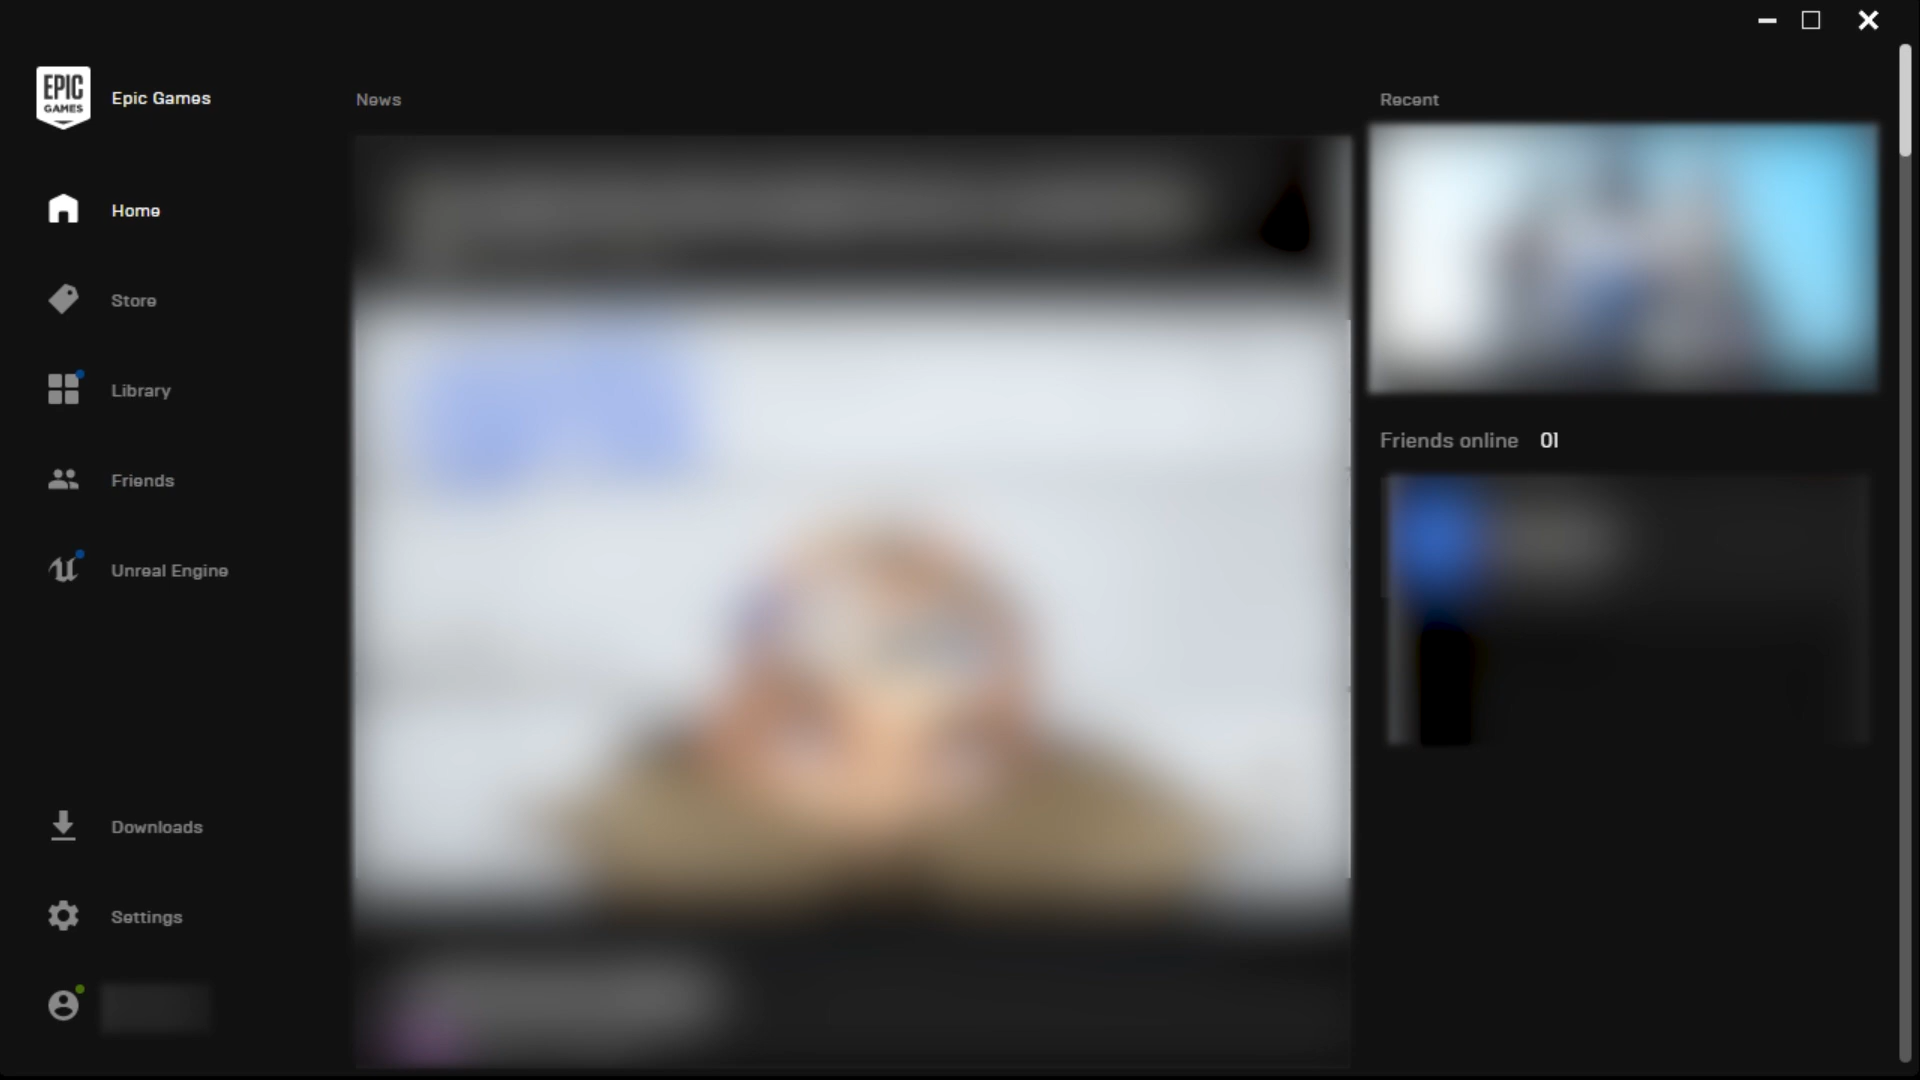 EPIC
GAMES
Epic Games
Home
Store
Library
Friends
Unreal Engine
Downloads
Settings
News
Recent
Friends online 01